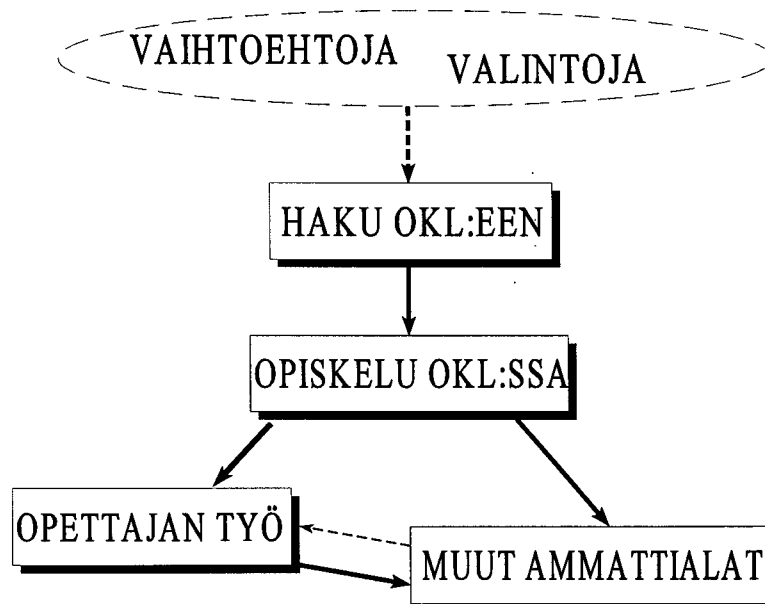 VAIHTOEHTOJA
VALINTOJA
HAKU OKL:EEN
OPISKELU OKL:SSA
OPETTAJAN TYÖ
MUUT AMMATTIALAT